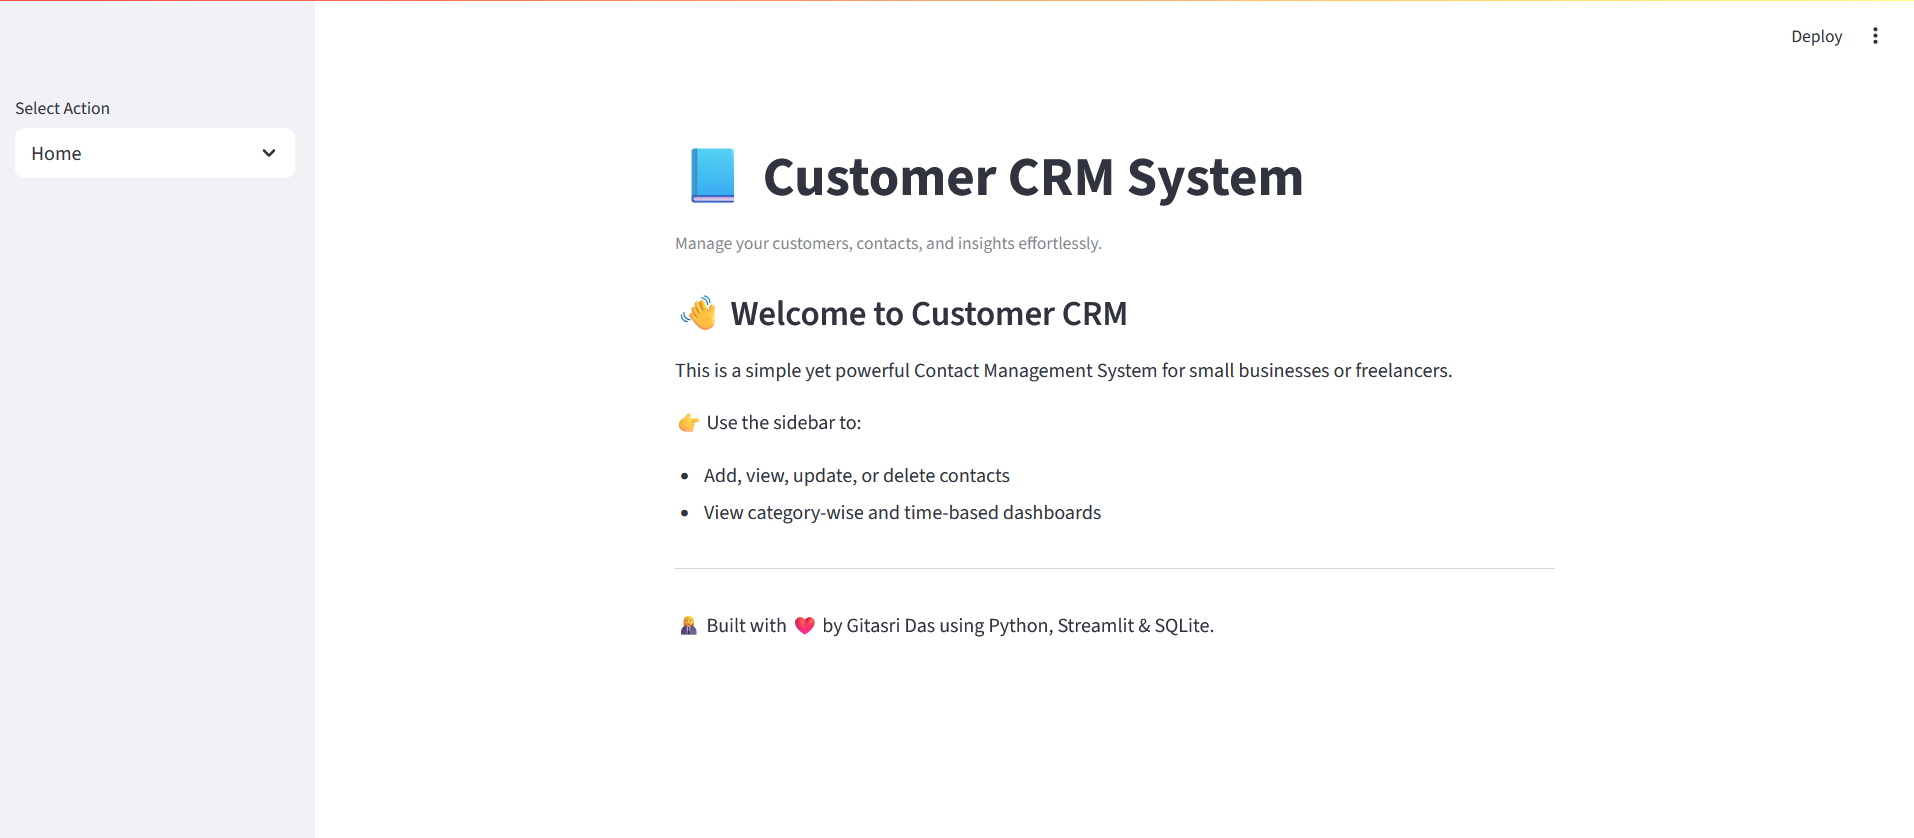 Deploy
Select Action
Home
Customer CRM System
Manage your customers, contacts, and insights effortlessly.
Welcome to Customer CRM
This is a simple yet powerful Contact Management System for small businesses or freelancers.
Use the sidebar to:
Add, view, update, or delete contacts
View category-wise and time-based dashboards
Built with ❤️ by Gitasri Das using Python, Streamlit & SQLite.